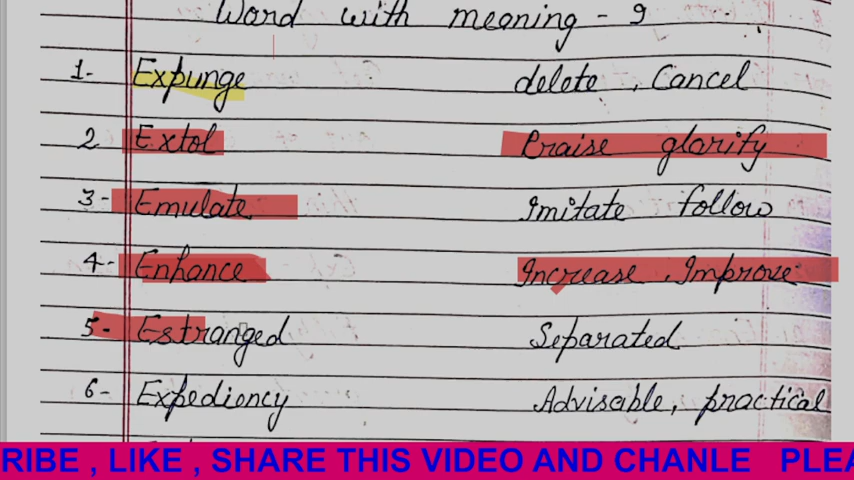 Word with meaning - 9
1- Expunge delete , Cancel
2 Extol Praise glorify
3- Emulate Imitate follow
4- Enhance Increase , Improve
5- Estranged Separated
6- Expediency Advisable, practical
RIBE , LIKE , SHARE THIS VIDEO AND CHANLE PLEA